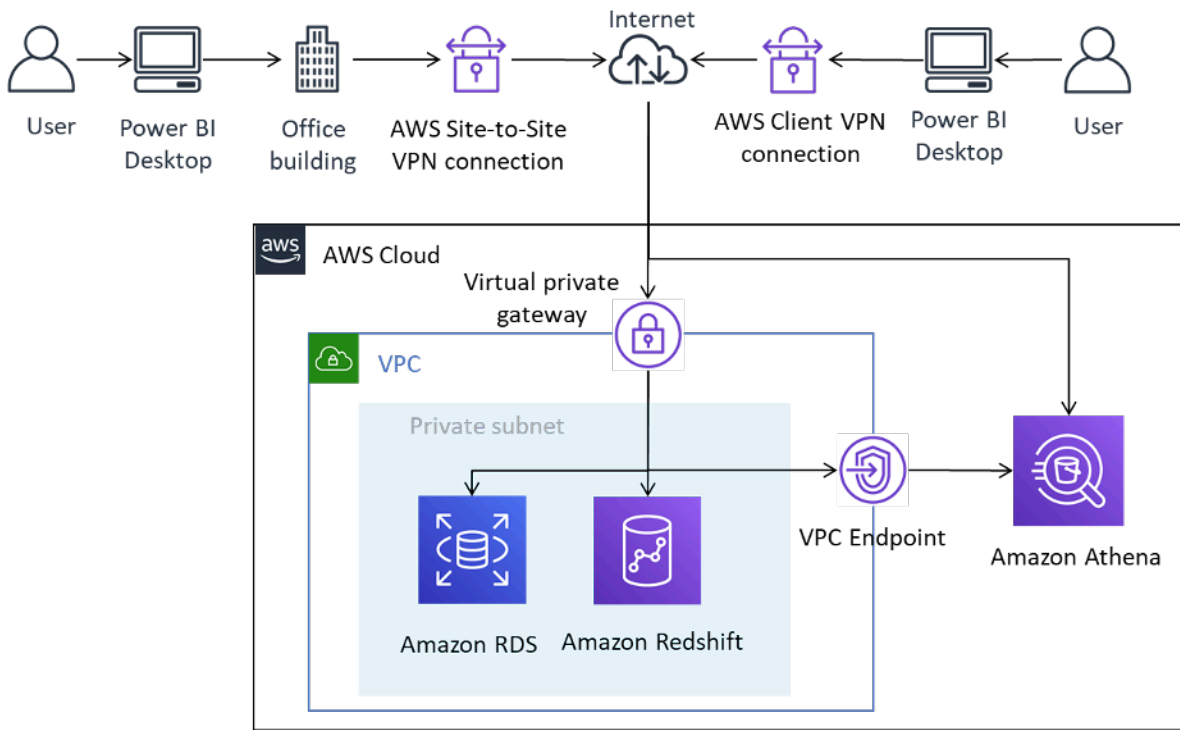 Internet
User
Power BI
Desktop
Office
building
AWS Site-to-Site
VPN connection
AWS Client VPN
connection
Power BI
Desktop
User
aws
AWS Cloud
Virtual private
gateway
VPC
Private subnet
VPC Endpoint
Amazon Athena
Amazon RDS
Amazon Redshift